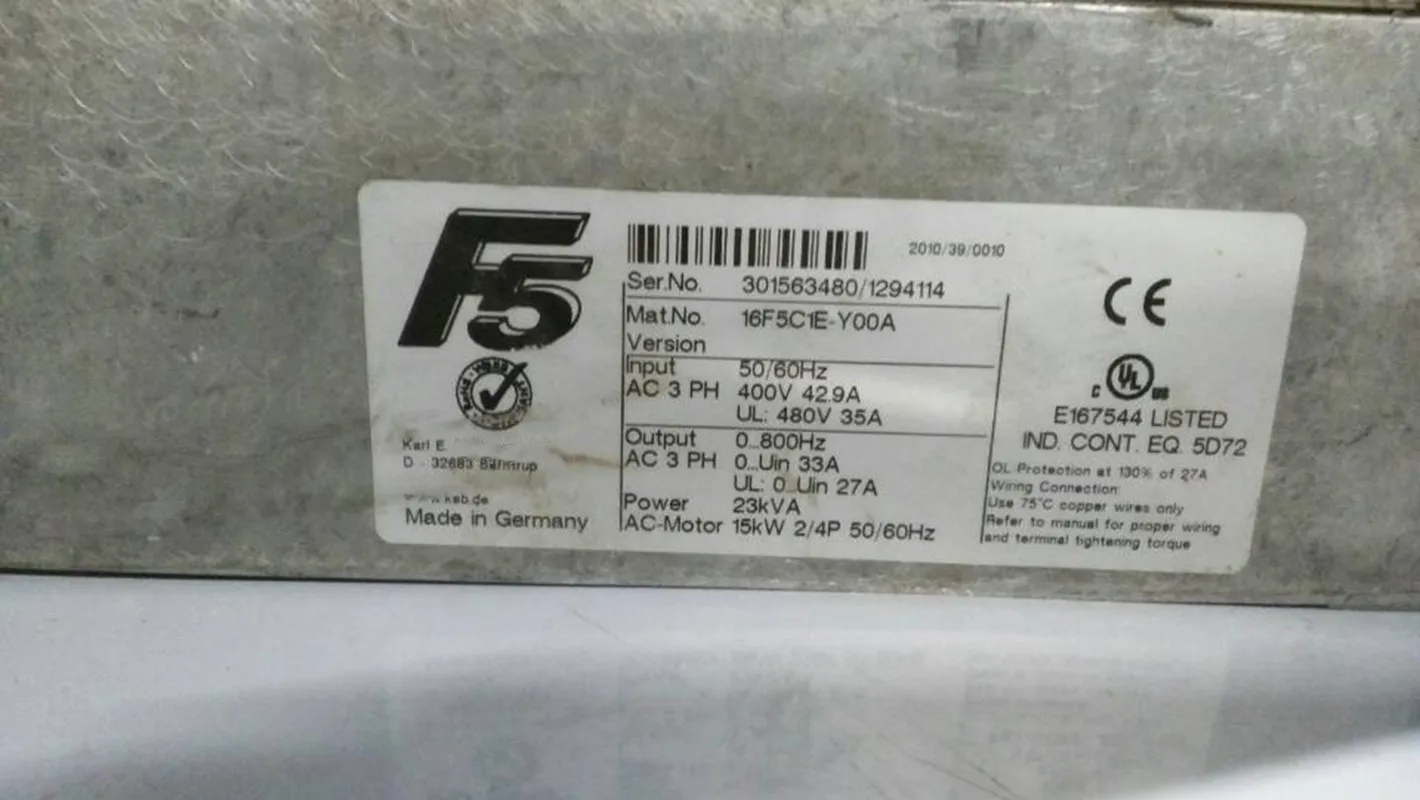 F5
RoHS
Karl E.
D - 32683
keb.de
Made in Germany
2010/39/0010
Ser.No. 301563480/1294114
Mat.No. 16F5C1E-Y00A
Version
Input 50/60Hz
AC 3 PH 400V 42.9A
UL: 480V 35A
Output 0...800Hz
AC 3 PH 0...Uin 33A
UL: 0...Uin 27A
Power 23kVA
AC-Motor 15kW 2/4P 50/60Hz
CE
C UL US
E167544 LISTED
IND. CONT. EQ. 5D72
OL Protection at 130% of 27A
Wiring Connection:
Use 75°C copper wires only
Refer to manual for proper wiring
and terminal tightening torque